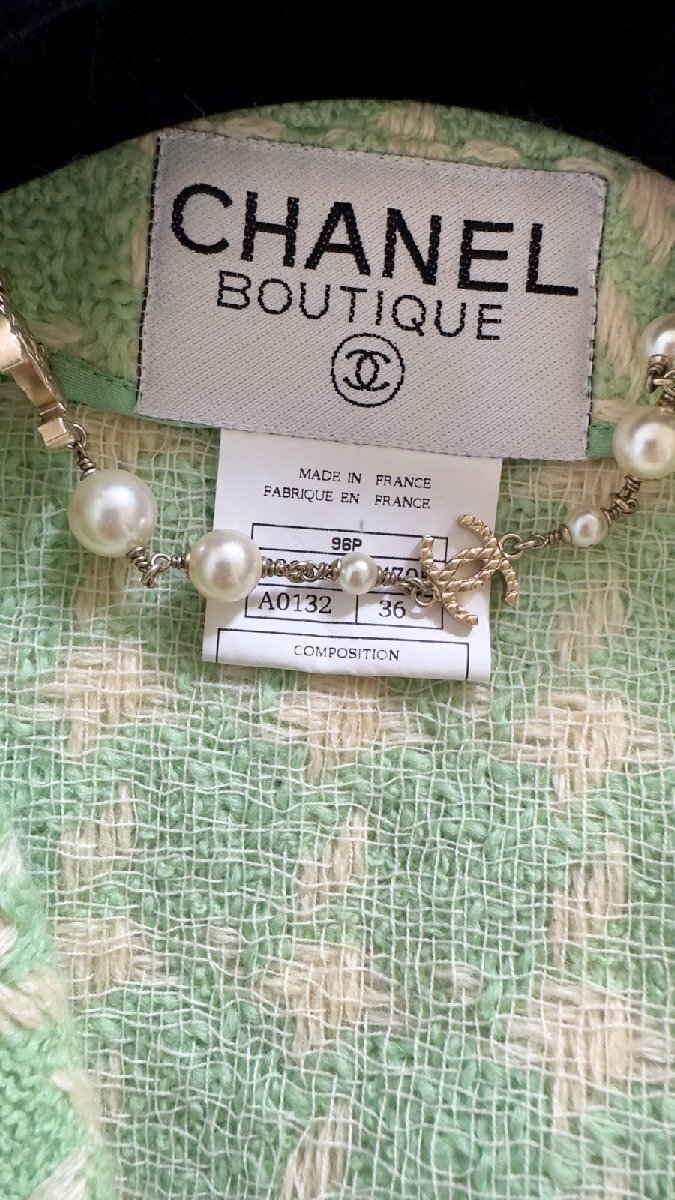 CHANEL
BOUTIQUE
MADE IN FRANCE
FABRIQUE EN FRANCE
96P
A0132 36
COMPOSITION